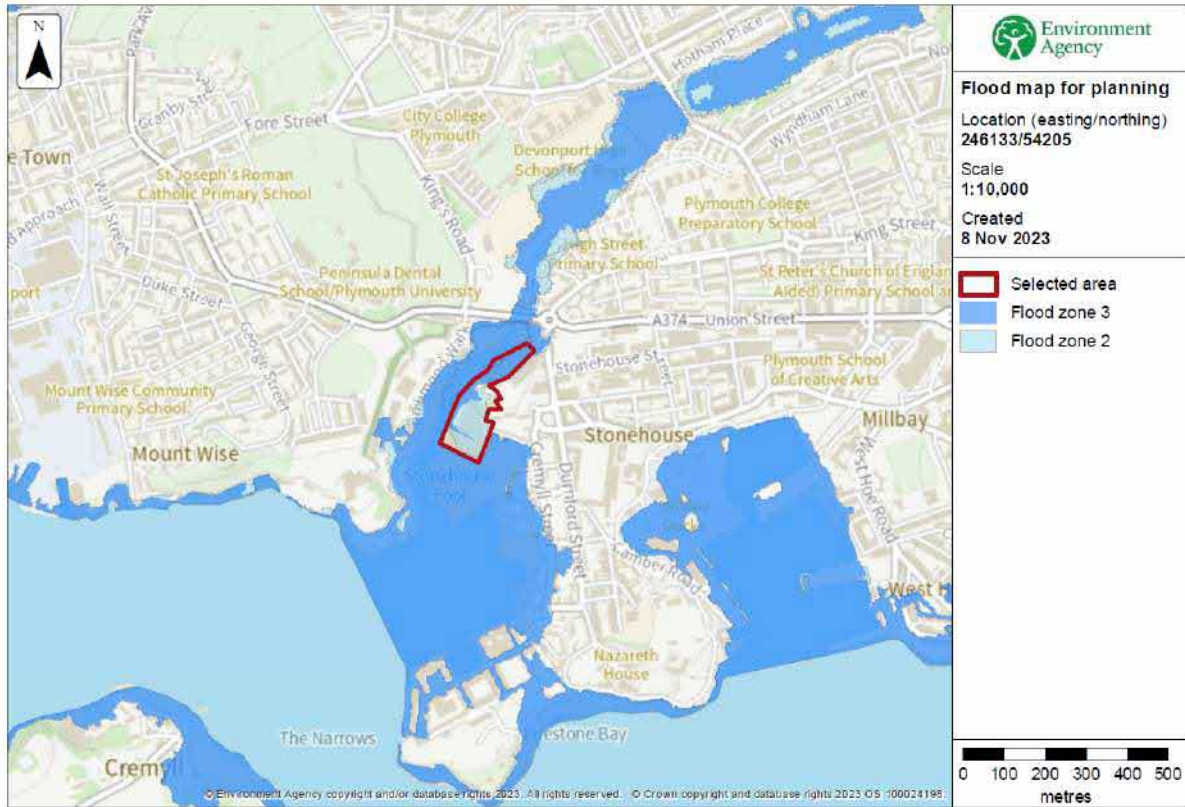 N
Environment
Agency
Flood map for planning
Location (easting/northing)
246133/54205
Scale
1:10,000
Created
8 Nov 2023
Selected area
Flood zone 3
Flood zone 2
0 100 200 300 400 500
metres
Hotham Place
Granby Street
Fore Street
City College
Plymouth
Wyndham Lane
e Town
Devonport High
School
St Joseph's Roman
Catholic Primary School
d Approach
Wall Street
King's Road
Plymouth College
Preparatory School
King Street
High Street
Primary School
Peninsula Dental
School/Plymouth University
St Peter's Church of Englan
Aided) Primary School a
port
Duke Street
George Street
A374 Union Street
Stonehouse St
Plymouth School
of Creative Arts
Mount Wise Community
Primary School
Millbay
Stonehouse
Mount Wise
Stonehouse
Pool
Cremyll Street
Durnford Street
West Hoe Road
West H
Nazareth
House
The Narrows
estone Bay
Cremyll
© Environment Agency copyright and/or database rights 2023. All rights reserved. © Crown copyright and database rights 2023 OS 100024198.